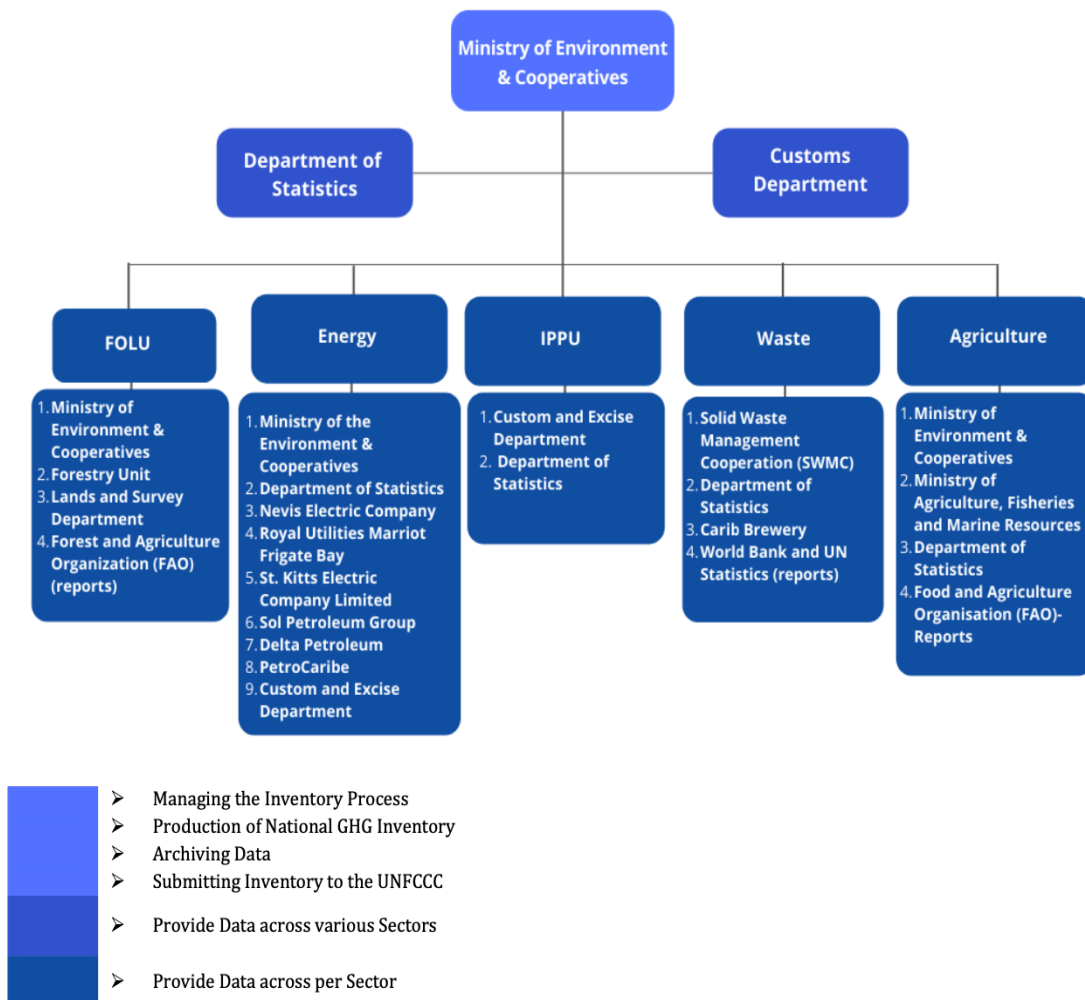 Ministry of Environment
& Cooperatives
Department of
Statistics
Customs
Department
FOLU
Energy
IPPU
Waste
Agriculture
1. Ministry of
Environment &
Cooperatives
2. Forestry Unit
3. Lands and Survey
Department
4. Forest and Agriculture
Organization (FAO)
(reports)
1. Ministry of the
Environment &
Cooperatives
2. Department of Statistics
3. Nevis Electric Company
4. Royal Utilities Marriot
Frigate Bay
5. St. Kitts Electric
Company Limited
6. Sol Petroleum Group
7. Delta Petroleum
8. PetroCaribe
9. Custom and Excise
Department
1. Custom and Excise
Department
2. Department of
Statistics
1. Solid Waste
Management
Cooperation (SWMC)
2. Department of
Statistics
3. Carib Brewery
4. World Bank and UN
Statistics (reports)
1. Ministry of
Environment &
Cooperatives
2. Ministry of
Agriculture, Fisheries
and Marine Resources
3. Department of
Statistics
4. Food and Agriculture
Organisation (FAO)-
Reports
➢ Managing the Inventory Process
➢ Production of National GHG Inventory
➢ Archiving Data
➢ Submitting Inventory to the UNFCCC
➢ Provide Data across various Sectors
➢ Provide Data across per Sector